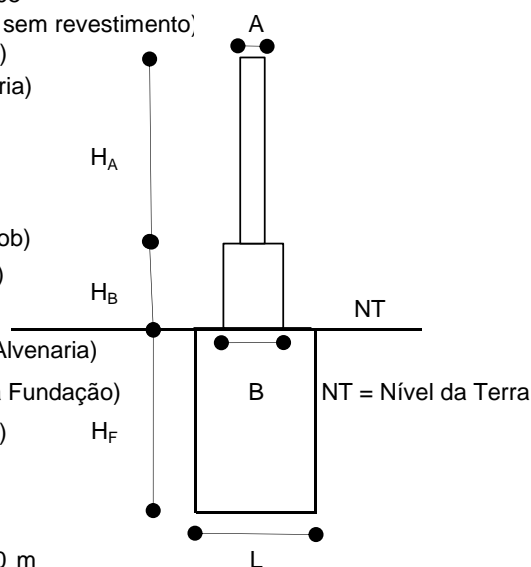 sem revestimento)
A
)
ria)
H_A
ob)
)
H_B
NT
Alvenaria)
Fundação)
B
NT = Nível da Terra
)
H_F
0 m
L